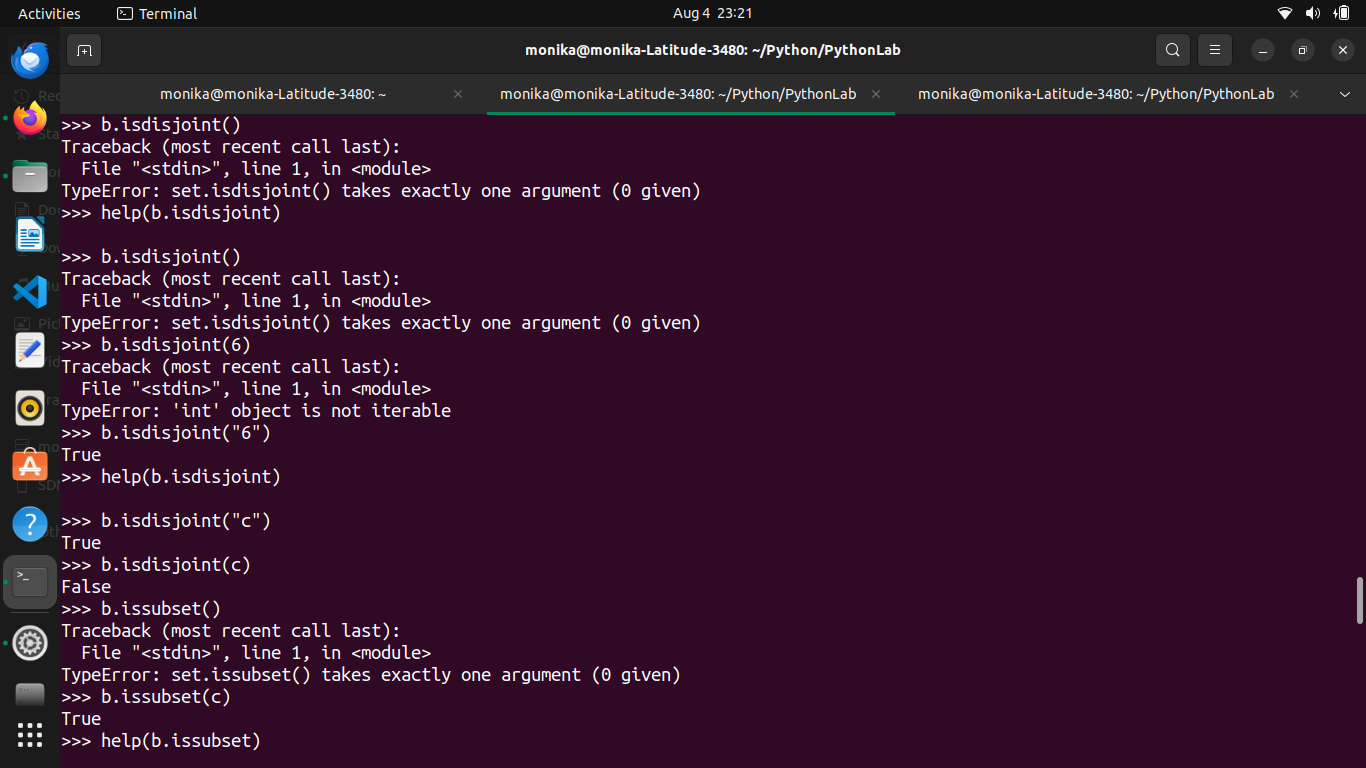 Activities
Terminal
Aug 4 23:21
monika@monika-Latitude-3480: ~/Python/PythonLab
monika@monika-Latitude-3480: ~
monika@monika-Latitude-3480: ~/Python/PythonLab
monika@monika-Latitude-3480: ~/Python/PythonLab
>>> b.isdisjoint()
Traceback (most recent call last):
  File "<stdin>", line 1, in <module>
TypeError: set.isdisjoint() takes exactly one argument (0 given)
>>> help(b.isdisjoint)

>>> b.isdisjoint()
Traceback (most recent call last):
  File "<stdin>", line 1, in <module>
TypeError: set.isdisjoint() takes exactly one argument (0 given)
>>> b.isdisjoint(6)
Traceback (most recent call last):
  File "<stdin>", line 1, in <module>
TypeError: 'int' object is not iterable
>>> b.isdisjoint("6")
True
>>> help(b.isdisjoint)

>>> b.isdisjoint("c")
True
>>> b.isdisjoint(c)
False
>>> b.issubset()
Traceback (most recent call last):
  File "<stdin>", line 1, in <module>
TypeError: set.issubset() takes exactly one argument (0 given)
>>> b.issubset(c)
True
>>> help(b.issubset)